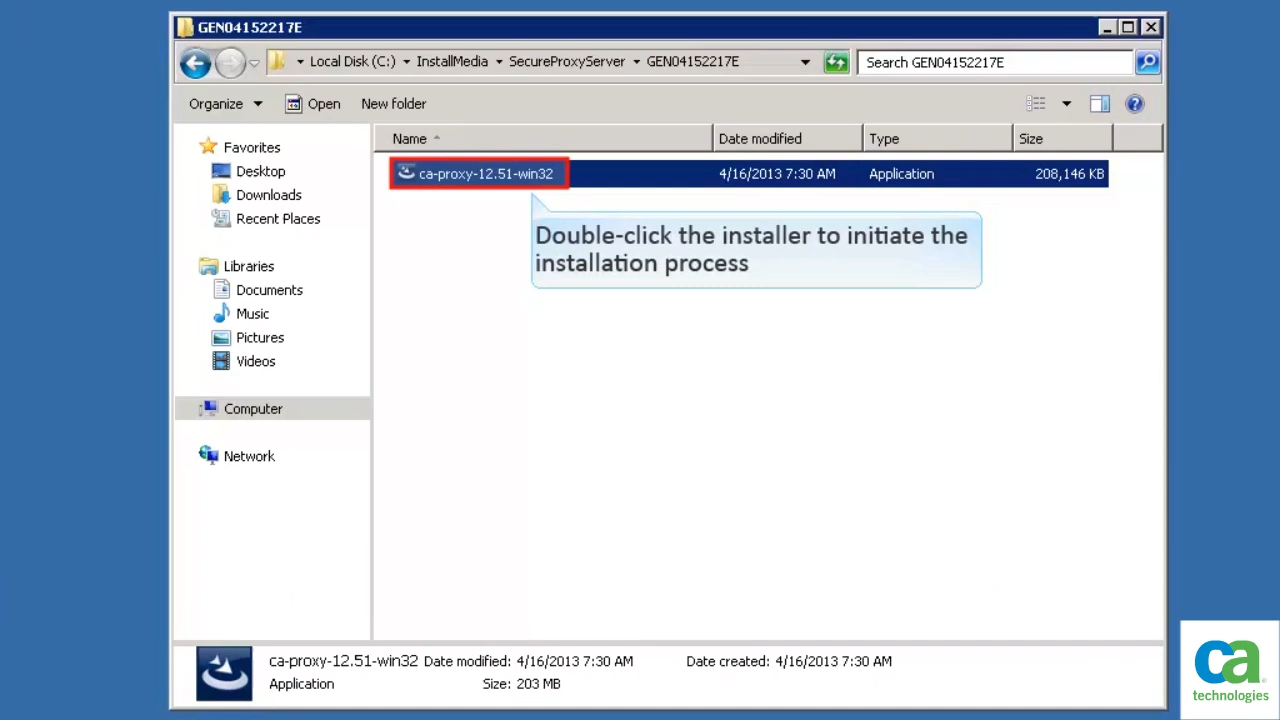 GEN04152217E
Local Disk (C:) InstallMedia SecureProxyServer GEN04152217E
Search GEN04152217E
Organize Open New folder
Name Date modified Type Size
Favorites
Desktop
Downloads
Recent Places
Libraries
Documents
Music
Pictures
Videos
Computer
Network
ca-proxy-12.51-win32 4/16/2013 7:30 AM Application 208,146 KB
Double-click the installer to initiate the
installation process
ca-proxy-12.51-win32 Date modified: 4/16/2013 7:30 AM Date created: 4/16/2013 7:30 AM
Application Size: 203 MB
ca
technologies